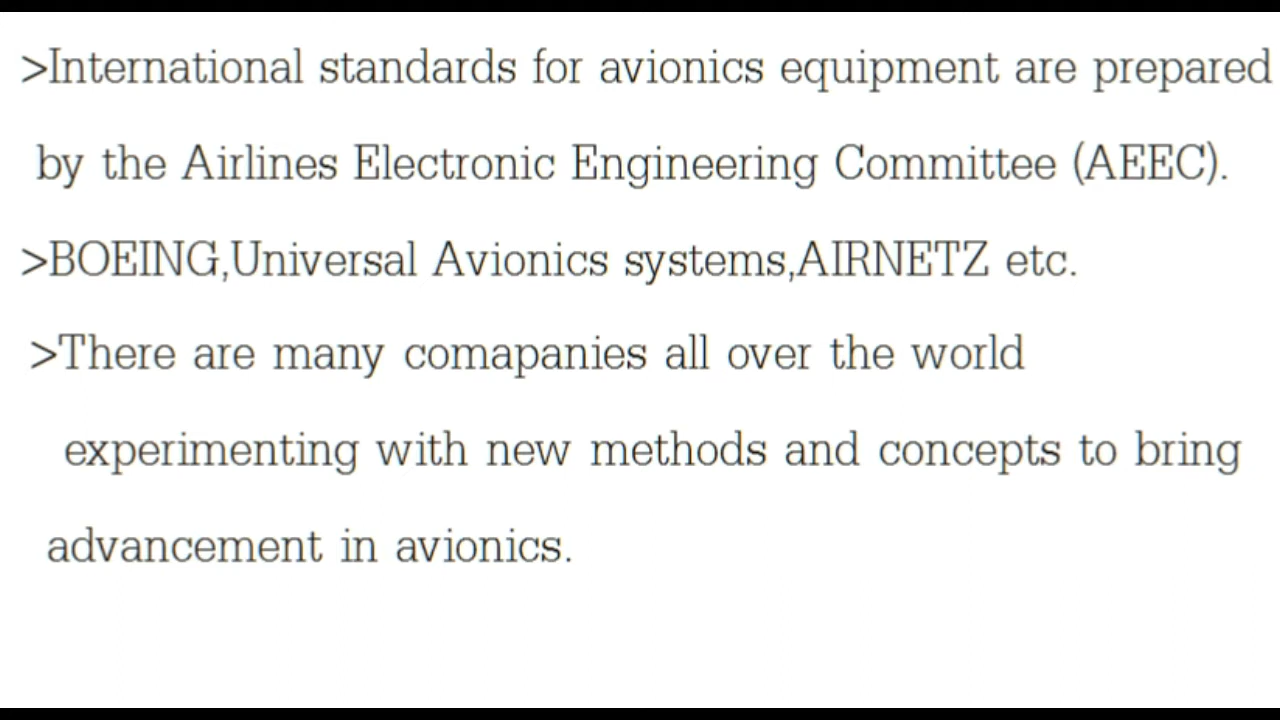 >International standards for avionics equipment are prepared
by the Airlines Electronic Engineering Committee (AEEC).
>BOEING,Universal Avionics systems,AIRNETZ etc.
>There are many comapanies all over the world
experimenting with new methods and concepts to bring
advancement in avionics.